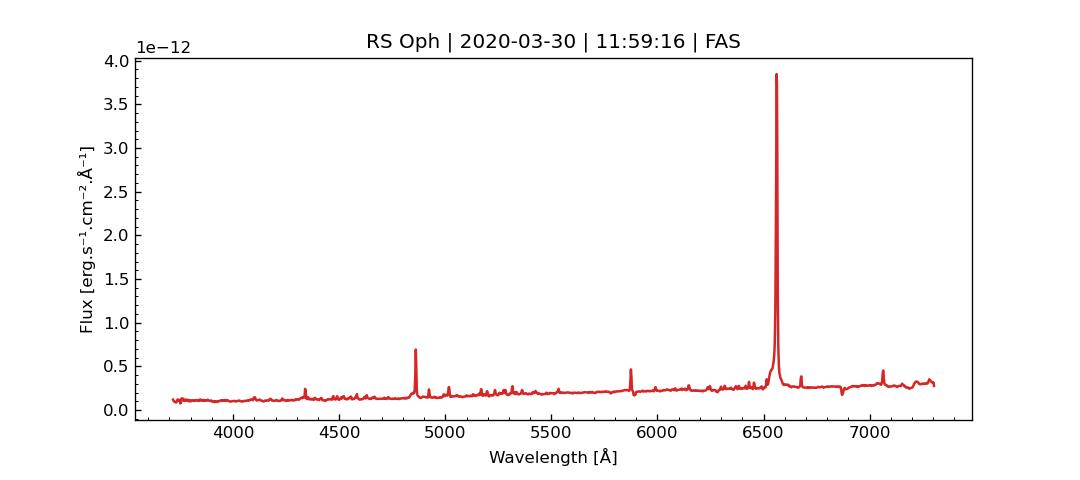 RS Oph | 2020-03-30 | 11:59:16 | FAS
1e−12
4.0
3.5
3.0
2.5
2.0
1.5
1.0
0.5
0.0
Flux [erg.s⁻¹.cm⁻².Å⁻¹]
4000 4500 5000 5500 6000 6500 7000
Wavelength [Å]